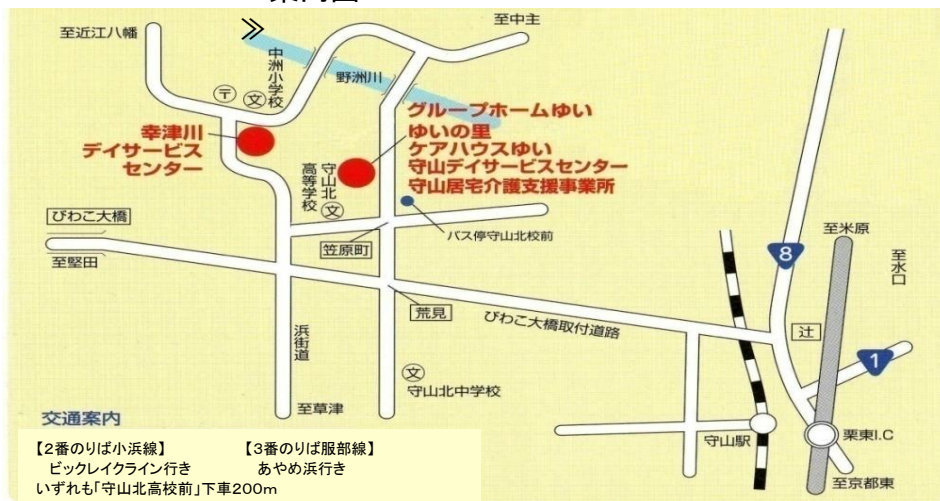 至近江八幡
至中主
中洲小学校
野洲川
〒
文
グループホームゆい
ゆいの里
ケアハウスゆい
守山デイサービスセンター
守山居宅介護支援事業所
幸津川
デイサービス
センター
守山北
高等学校
文
バス停守山北校前
びわこ大橋
笠原町
至堅田
8
至米原
至水口
荒見
びわこ大橋取付道路
辻
浜街道
1
文
守山北中学校
至草津
守山駅
栗東I.C
至京都東
交通案内
【2番のりば小浜線】 【3番のりば服部線】
ビックレイクライン行き あやめ浜行き
いずれも「守山北高校前」下車200m